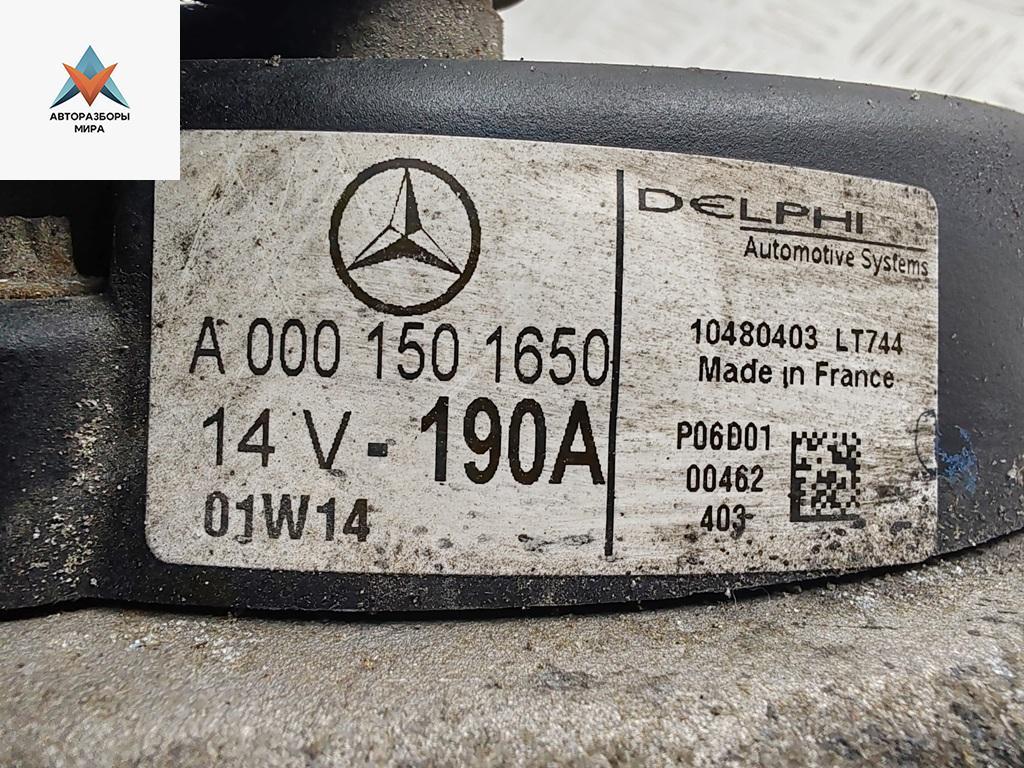 АВТОРАЗБОРЫ
МИРА
DELPHI
Automotive Systems
A 000 150 1650
14 V - 190A
01W14
10480403 LT744
Made in France
P06D01
00462
403